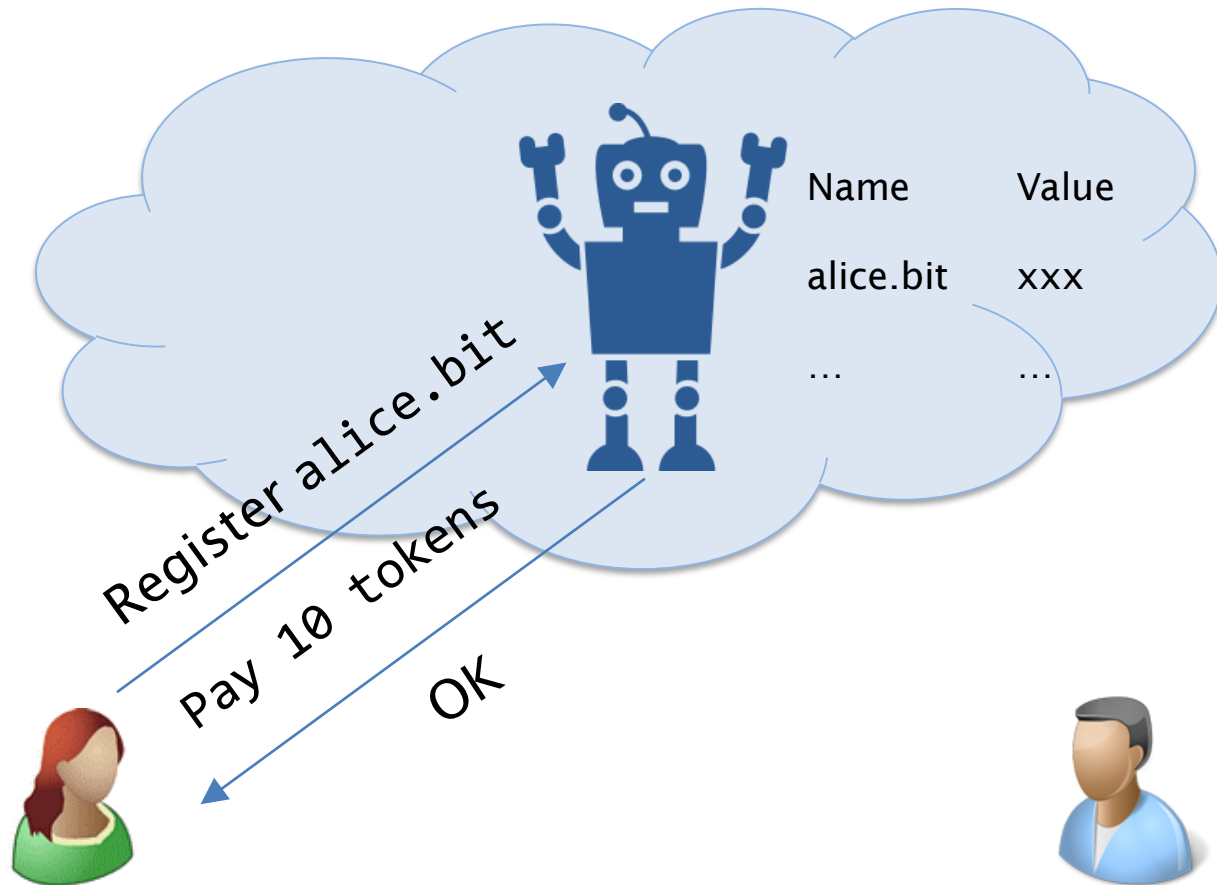 Name Value
alice.bit xxx
... ...
Register alice.bit
Pay 10 tokens
OK